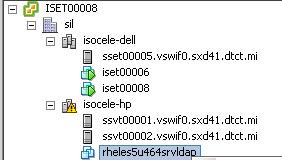 ISET00008
sil
isocele-dell
sset00005.vswif0.sxd41.dtct.mi
iset00006
iset00008
isocele-hp
ssvt00001.vswif0.sxd41.dtct.mi
ssvt00002.vswif0.sxd41.dtct.mi
rheles5u464srvldap